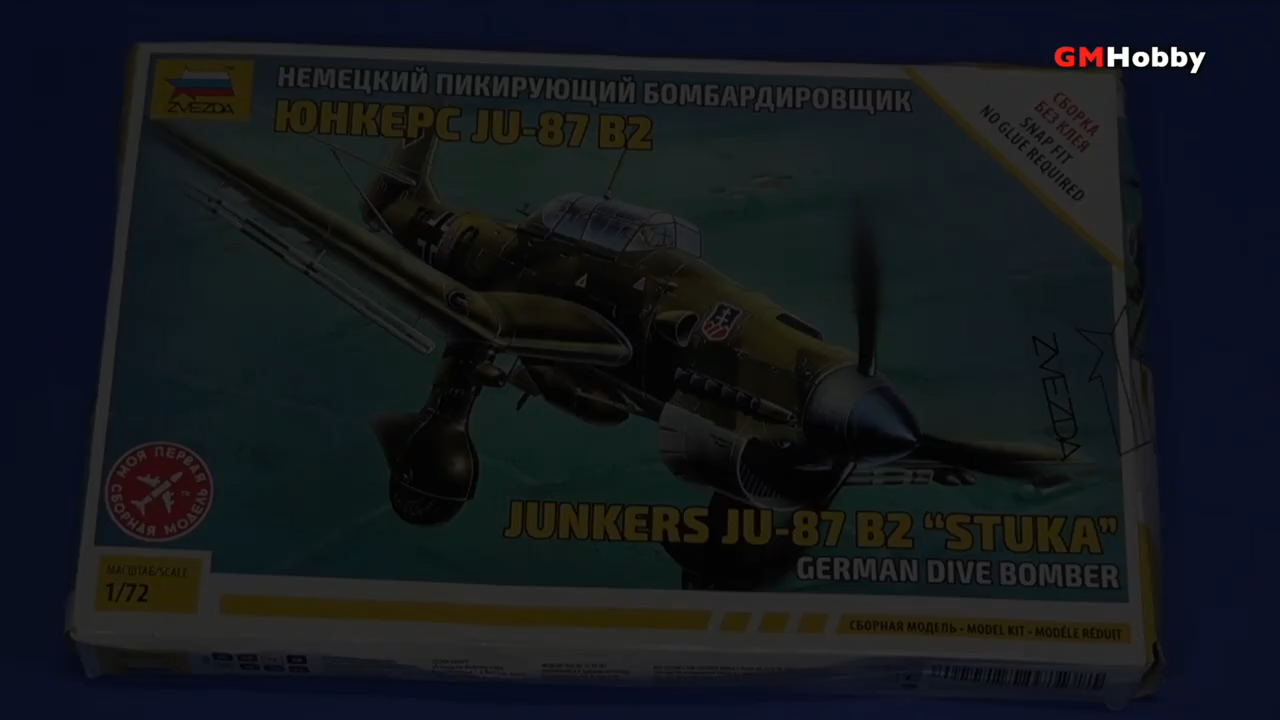 GMHobby
ZVEZDA
НЕМЕЦКИЙ ПИКИРУЮЩИЙ БОМБАРДИРОВЩИК
ЮНКЕРС JU-87 B2
СБОРКА
БЕЗ КЛЕЯ
SNAP FIT
NO GLUE REQUIRED
ZVEZDA
МОЯ ПЕРВАЯ
СБОРНАЯ МОДЕЛЬ
JUNKERS JU-87 B2 “STUKA”
GERMAN DIVE BOMBER
МАСШТАБ/SCALE
1/72
СБОРНАЯ МОДЕЛЬ - MODEL KIT - MODÈLE RÉDUIT